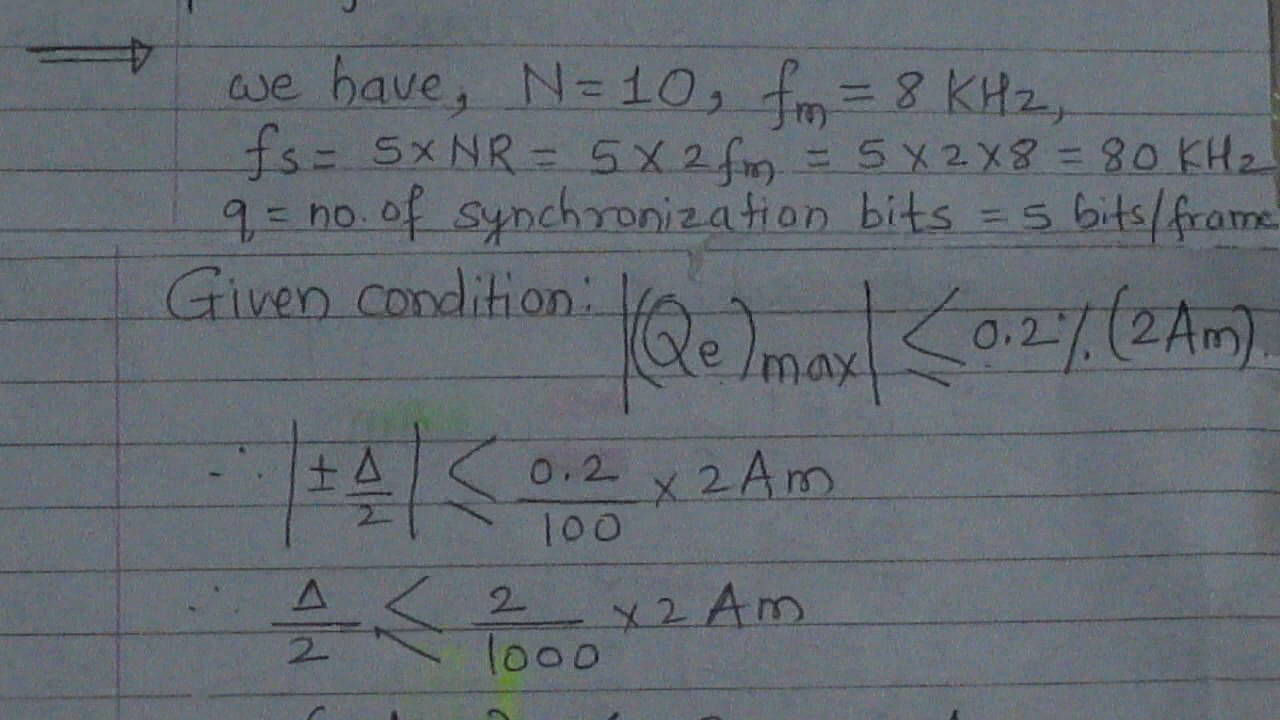 we have, N=10, fm = 8 KHz,
fs = 5×NR = 5×2fm = 5×2×8 = 80 KHz
q = no. of synchronization bits = 5 bits/frame
Given condition: |(Qe)max| ≤ 0.2% (2Am).
∴ |±Δ/2| ≤ 0.2/100 × 2Am
∴ Δ/2 ≤ 2/1000 × 2Am